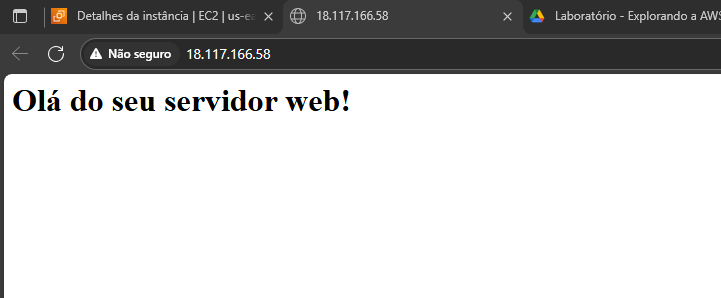 Detalhes da instância | EC2 | us-ea
18.117.166.58
Laboratório - Explorando a AWS
Não seguro
18.117.166.58
Olá do seu servidor web!